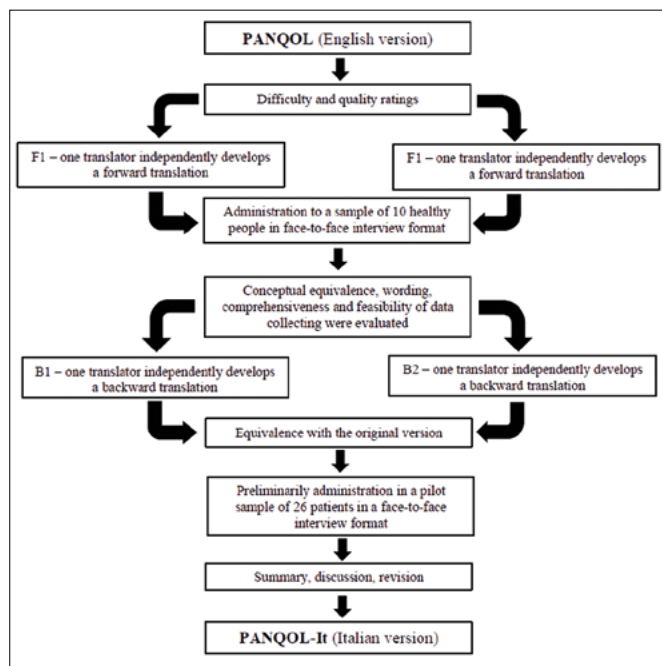 PANQOL (English version)
Difficulty and quality ratings
F1 – one translator independently develops
a forward translation
F1 – one translator independently develops
a forward translation
Administration to a sample of 10 healthy
people in face-to-face interview format
Conceptual equivalence, wording,
comprehensiveness and feasibility of data
collecting were evaluated
B1 – one translator independently develops
a backward translation
B2 – one translator independently develops
a backward translation
Equivalence with the original version
Preliminarily administration in a pilot
sample of 26 patients in a face-to-face
interview format
Summary, discussion, revision
PANQOL-It (Italian version)